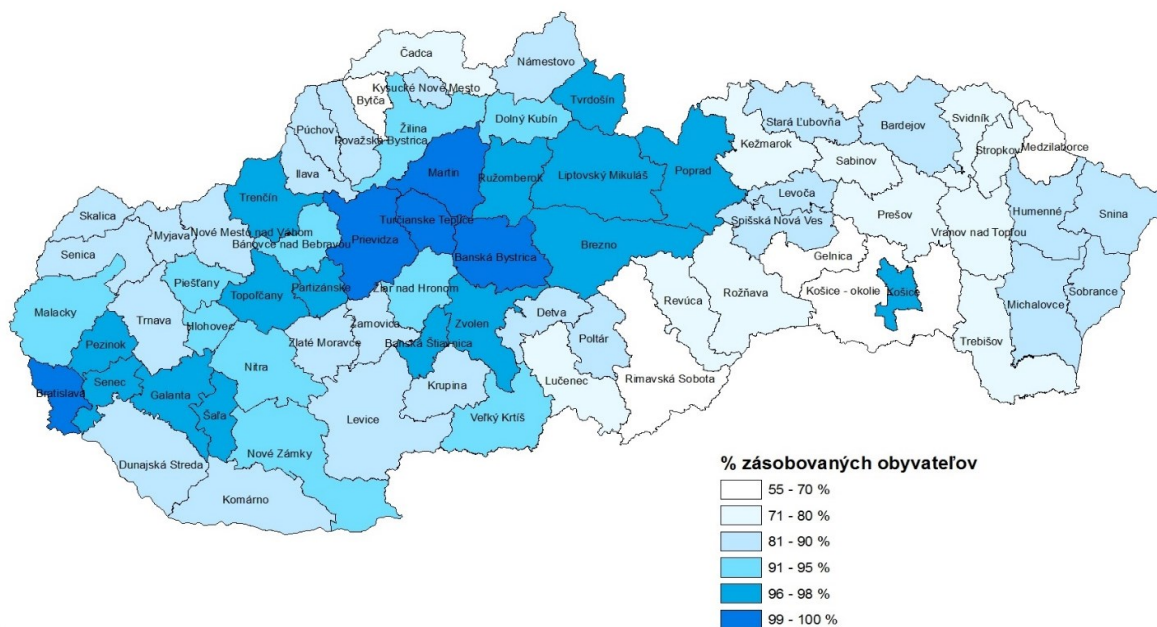 Čadca
Námestovo
Kysucké Nové Mesto
Bytča
Tvrdošín
Púchov
Považská Bystrica
Žilina
Dolný Kubín
Stará Ľubovňa
Bardejov
Svidník
Stropkov
Medzilaborce
Kežmarok
Sabinov
Ilava
Martin
Ružomberok
Liptovský Mikuláš
Poprad
Levoča
Trenčín
Turčianske Teplice
Spišská Nová Ves
Prešov
Humenné
Snina
Skalica
Myjava
Nové Mesto nad Váhom
Bánovce nad Bebravou
Prievidza
Brezno
Vranov nad Topľou
Senica
Banská Bystrica
Gelnica
Piešťany
Topoľčany
Partizánske
Žiar nad Hronom
Revúca
Rožňava
Košice - okolie
Košice
Michalovce
Sobrance
Malacky
Trnava
Hlohovec
Zlaté Moravce
Žarnovica
Banská Štiavnica
Zvolen
Detva
Poltár
Trebišov
Pezinok
Nitra
Bratislava
Senec
Galanta
Šaľa
Levice
Krupina
Veľký Krtíš
Lučenec
Rimavská Sobota
Dunajská Streda
Nové Zámky
Komárno
% zásobovaných obyvateľov
55 - 70 %
71 - 80 %
81 - 90 %
91 - 95 %
96 - 98 %
99 - 100 %